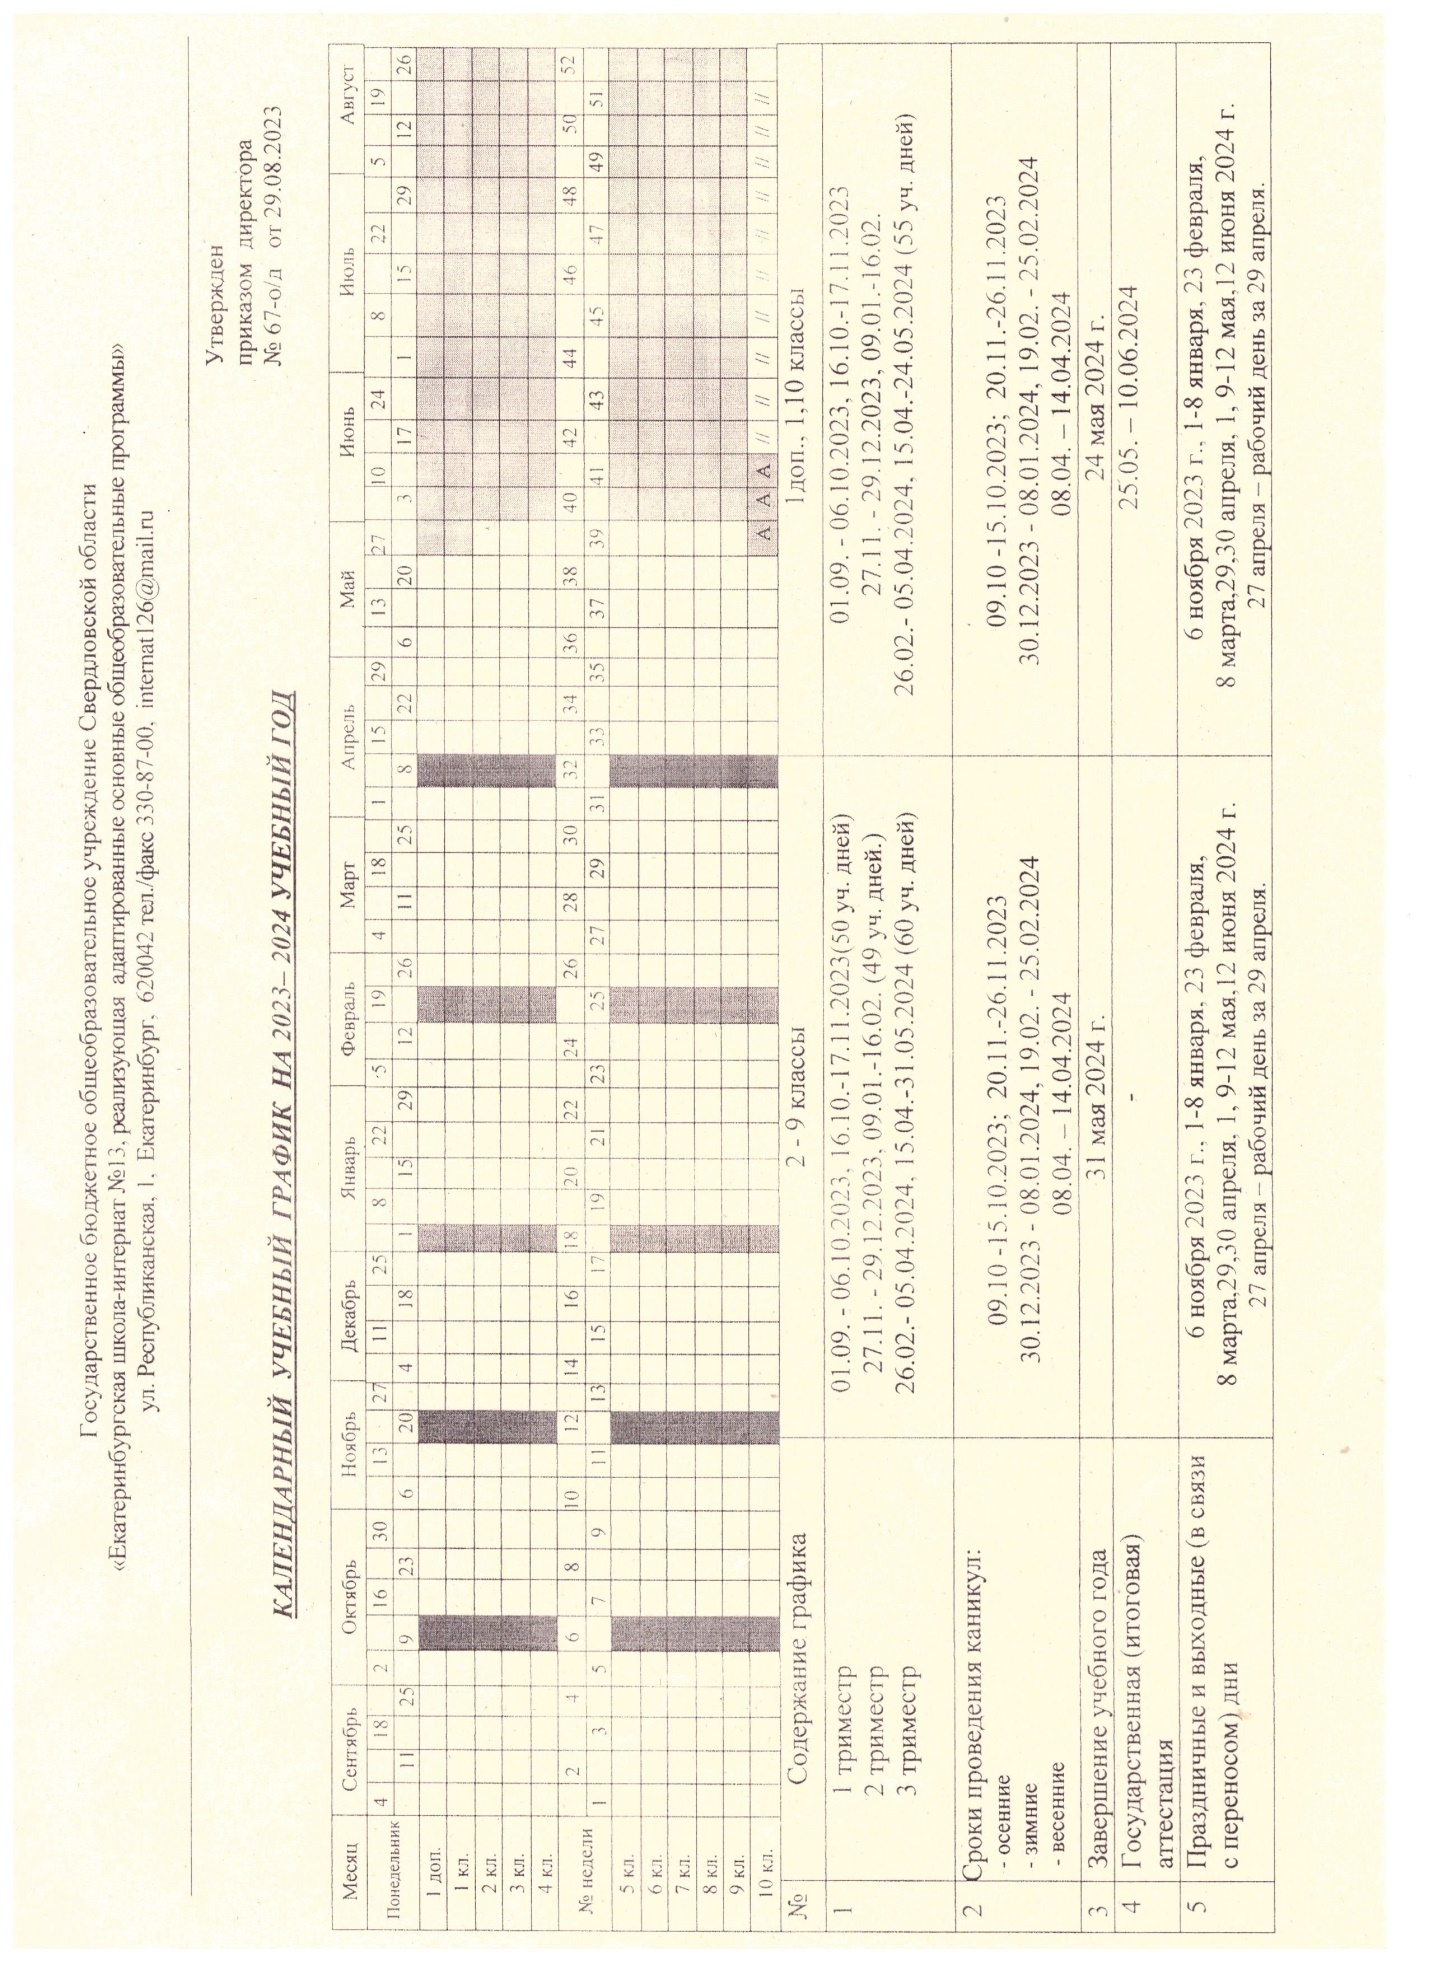 Государственное бюджетное общеобразовательное учреждение Свердловской области
«Екатеринбургская школа-интернат №13, реализующая адаптированные основные общеобразовательные программы»
ул. Республиканская, 1, Екатеринбург, 620042 тел./факс 330-87-00, internat126@mail.ru
Утвержден
приказом директора
№ 67-о/д от 29.08.2023
КАЛЕНДАРНЫЙ УЧЕБНЫЙ ГРАФИК НА 2023– 2024 УЧЕБНЫЙ ГОД
Месяц Сентябрь Октябрь Ноябрь Декабрь Январь Февраль Март Апрель Май Июнь Июль Август
Понедельник 4 11 18 25 2 9 16 23 30 6 13 20 27 4 11 18 25 1 8 15 22 29 5 12 19 26 4 11 18 25 1 8 15 22 29 6 13 20 27 3 10 17 24 1 8 15 22 29 5 12 19 26
1 доп.
1 кл.
2 кл.
3 кл.
4 кл.
№ недели 1 2 3 4 5 6 7 8 9 10 11 12 13 14 15 16 17 18 19 20 21 22 23 24 25 26 27 28 29 30 31 32 33 34 35 36 37 38 39 40 41 42 43 44 45 46 47 48 49 50 51 52
5 кл.
6 кл.
7 кл.
8 кл.
9 кл.
10 кл. А А А // // // // // // // // // // //
№ Содержание графика 2 - 9 классы 1доп., 1,10 классы
1 1 триместр 01.09. - 06.10.2023, 16.10.-17.11.2023(50 уч. дней) 01.09. - 06.10.2023, 16.10.-17.11.2023
2 триместр 27.11. - 29.12.2023, 09.01.-16.02. (49 уч. дней.) 27.11. - 29.12.2023, 09.01.-16.02.
3 триместр 26.02.- 05.04.2024, 15.04.-31.05.2024 (60 уч. дней) 26.02.- 05.04.2024, 15.04.-24.05.2024 (55 уч. дней)
2 Сроки проведения каникул:
- осенние 09.10 -15.10.2023; 20.11.-26.11.2023 09.10 -15.10.2023; 20.11.-26.11.2023
- зимние 30.12.2023 - 08.01.2024, 19.02. - 25.02.2024 30.12.2023 - 08.01.2024, 19.02. - 25.02.2024
- весенние 08.04. – 14.04.2024 08.04. – 14.04.2024
3 Завершение учебного года 31 мая 2024 г. 24 мая 2024 г.
4 Государственная (итоговая) - 25.05. – 10.06.2024
аттестация
5 Праздничные и выходные (в связи 6 ноября 2023 г., 1-8 января, 23 февраля, 6 ноября 2023 г., 1-8 января, 23 февраля,
с переносом) дни 8 марта,29,30 апреля, 1, 9-12 мая,12 июня 2024 г. 8 марта,29,30 апреля, 1, 9-12 мая,12 июня 2024 г.
27 апреля – рабочий день за 29 апреля. 27 апреля – рабочий день за 29 апреля.